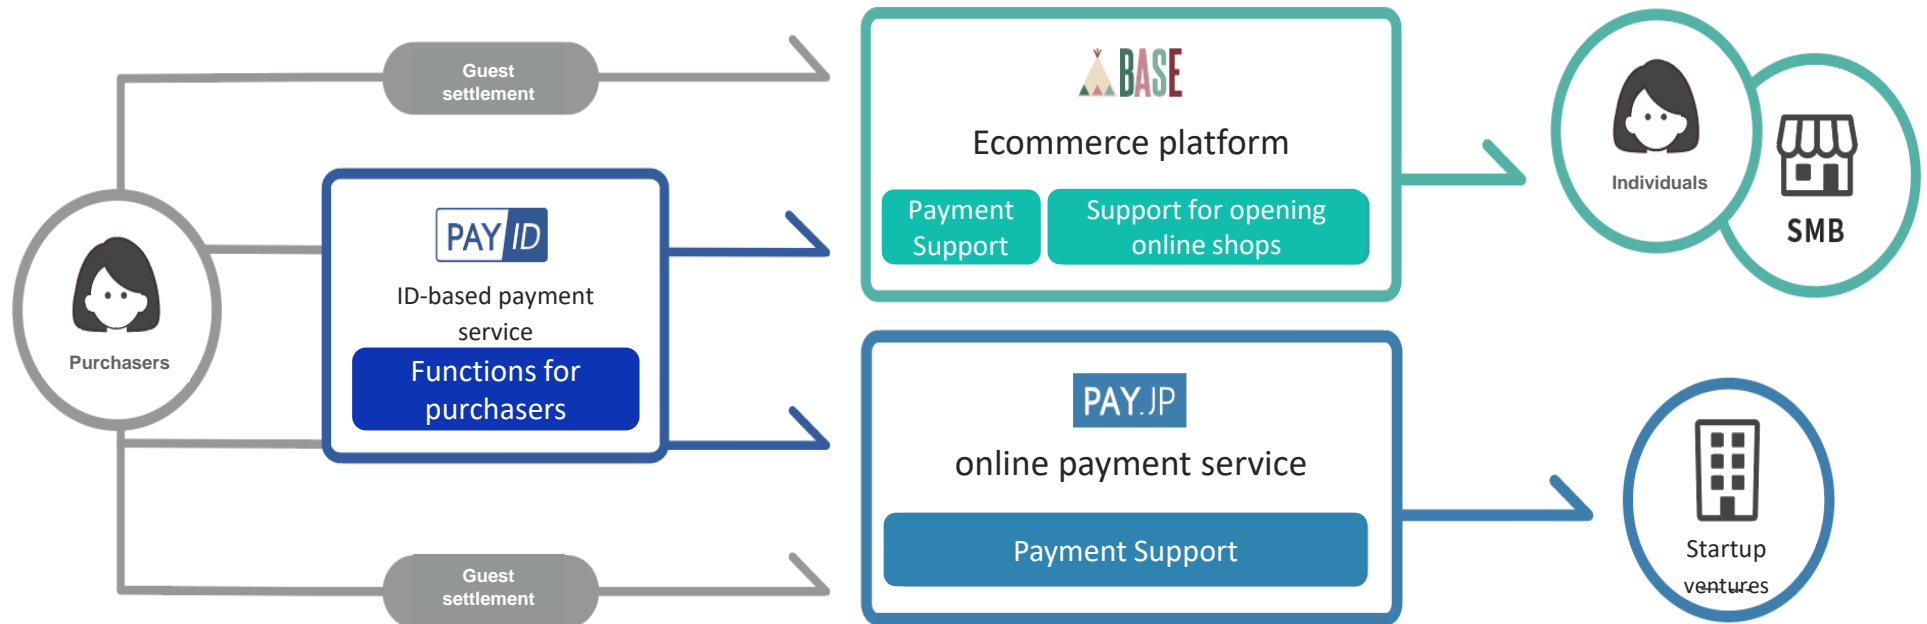 Guest
settlement
BASE
Ecommerce platform
Payment
Support
Support for opening
online shops
Individuals
SMB
Purchasers
PAY ID
ID-based payment
service
Functions for
purchasers
PAY.JP
online payment service
Payment Support
Guest
settlement
Startup
ventures